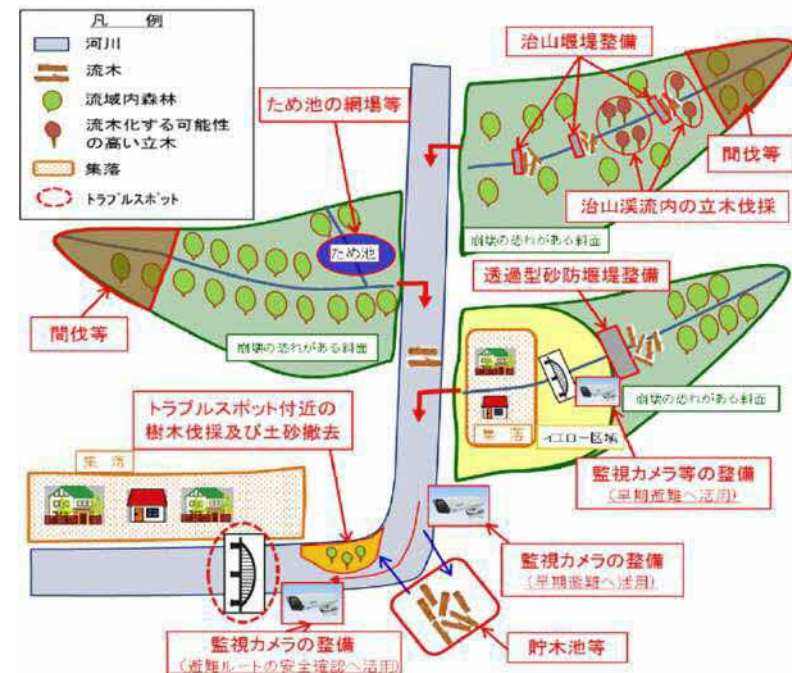 凡 例
河川
流木
流域内森林
流木化する可能性
の高い立木
集落
トラブルスポット
ため池の網場等
治山堰堤整備
間伐等
治山渓流内の立木伐採
崩壊の恐れがある斜面
ため池
間伐等
崩壊の恐れがある斜面
透過型砂防堰堤整備
崩壊の恐れがある斜面
集 落
イエロー区域
監視カメラ等の整備
(早期避難へ活用)
トラブルスポット付近の
樹木伐採及び土砂撤去
集 落
監視カメラの整備
(早期避難へ活用)
監視カメラの整備
(避難ルートの安全確認へ活用)
貯木池等